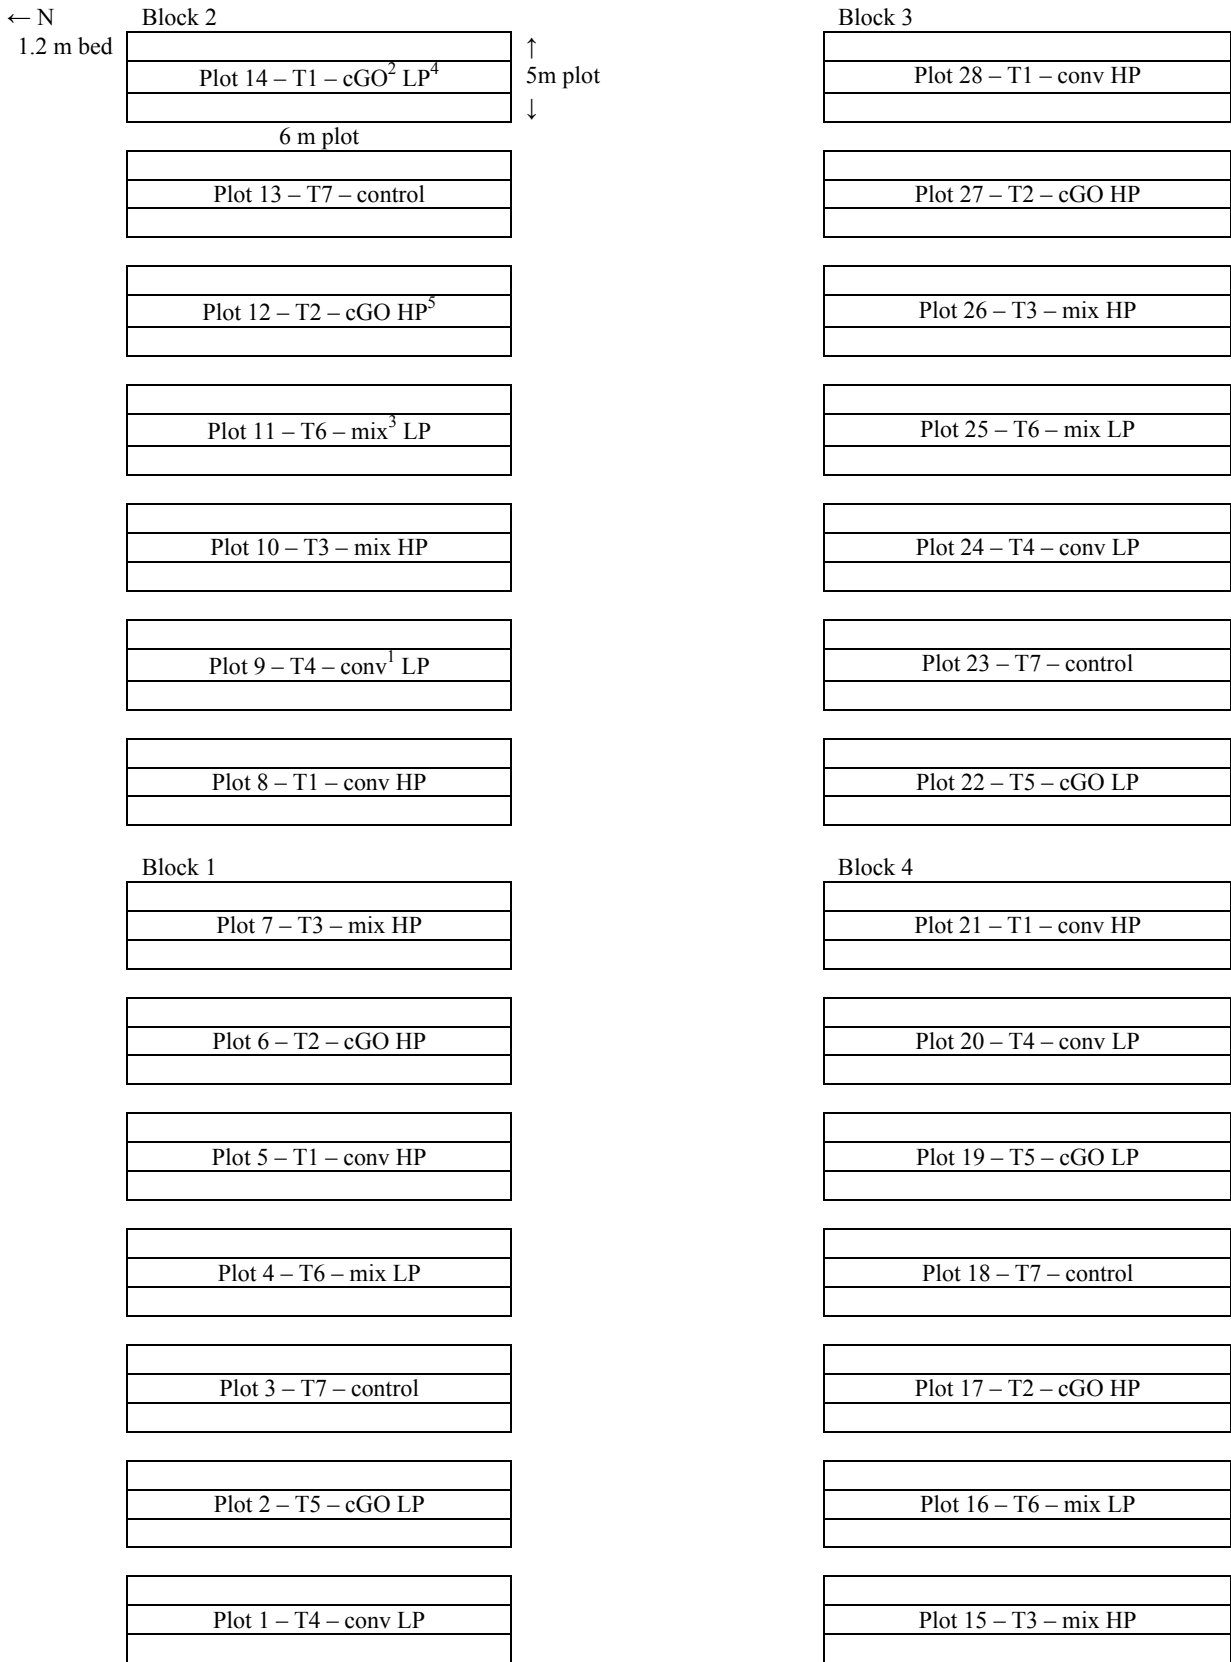 ← N Block 2 Block 3
1.2 m bed ↑
Plot 14 – T1 – cGO² LP⁴ 5m plot Plot 28 – T1 – conv HP
↓
6 m plot
Plot 13 – T7 – control Plot 27 – T2 – cGO HP
Plot 12 – T2 – cGO HP⁵ Plot 26 – T3 – mix HP
Plot 11 – T6 – mix³ LP Plot 25 – T6 – mix LP
Plot 10 – T3 – mix HP Plot 24 – T4 – conv LP
Plot 9 – T4 – conv¹ LP Plot 23 – T7 – control
Plot 8 – T1 – conv HP Plot 22 – T5 – cGO LP
Block 1 Block 4
Plot 7 – T3 – mix HP Plot 21 – T1 – conv HP
Plot 6 – T2 – cGO HP Plot 20 – T4 – conv LP
Plot 5 – T1 – conv HP Plot 19 – T5 – cGO LP
Plot 4 – T6 – mix LP Plot 18 – T7 – control
Plot 3 – T7 – control Plot 17 – T2 – cGO HP
Plot 2 – T5 – cGO LP Plot 16 – T6 – mix LP
Plot 1 – T4 – conv LP Plot 15 – T3 – mix HP